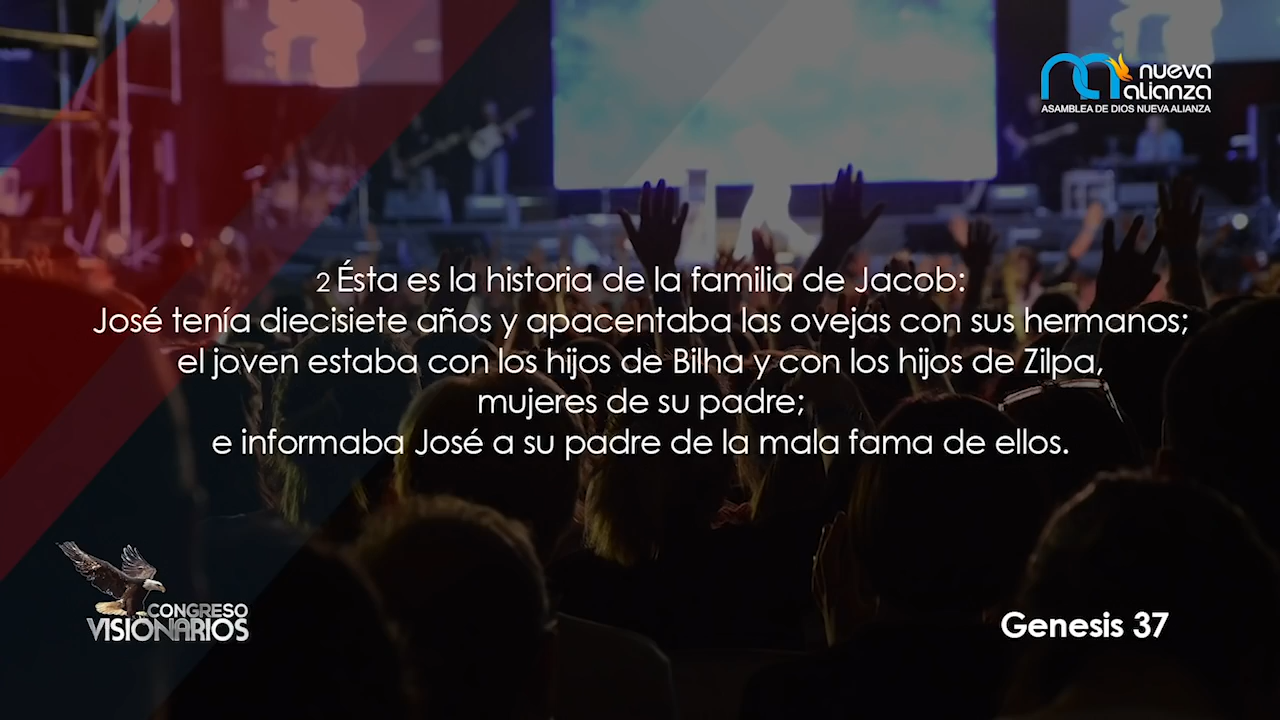 nueva
alianza
ASAMBLEA DE DIOS NUEVA ALIANZA
2 Ésta es la historia de la familia de Jacob:
José tenía diecisiete años y apacentaba las ovejas con sus hermanos;
el joven estaba con los hijos de Bilha y con los hijos de Zilpa,
mujeres de su padre;
e informaba José a su padre de la mala fama de ellos.
CONGRESO
VISIONARIOS
Genesis 37